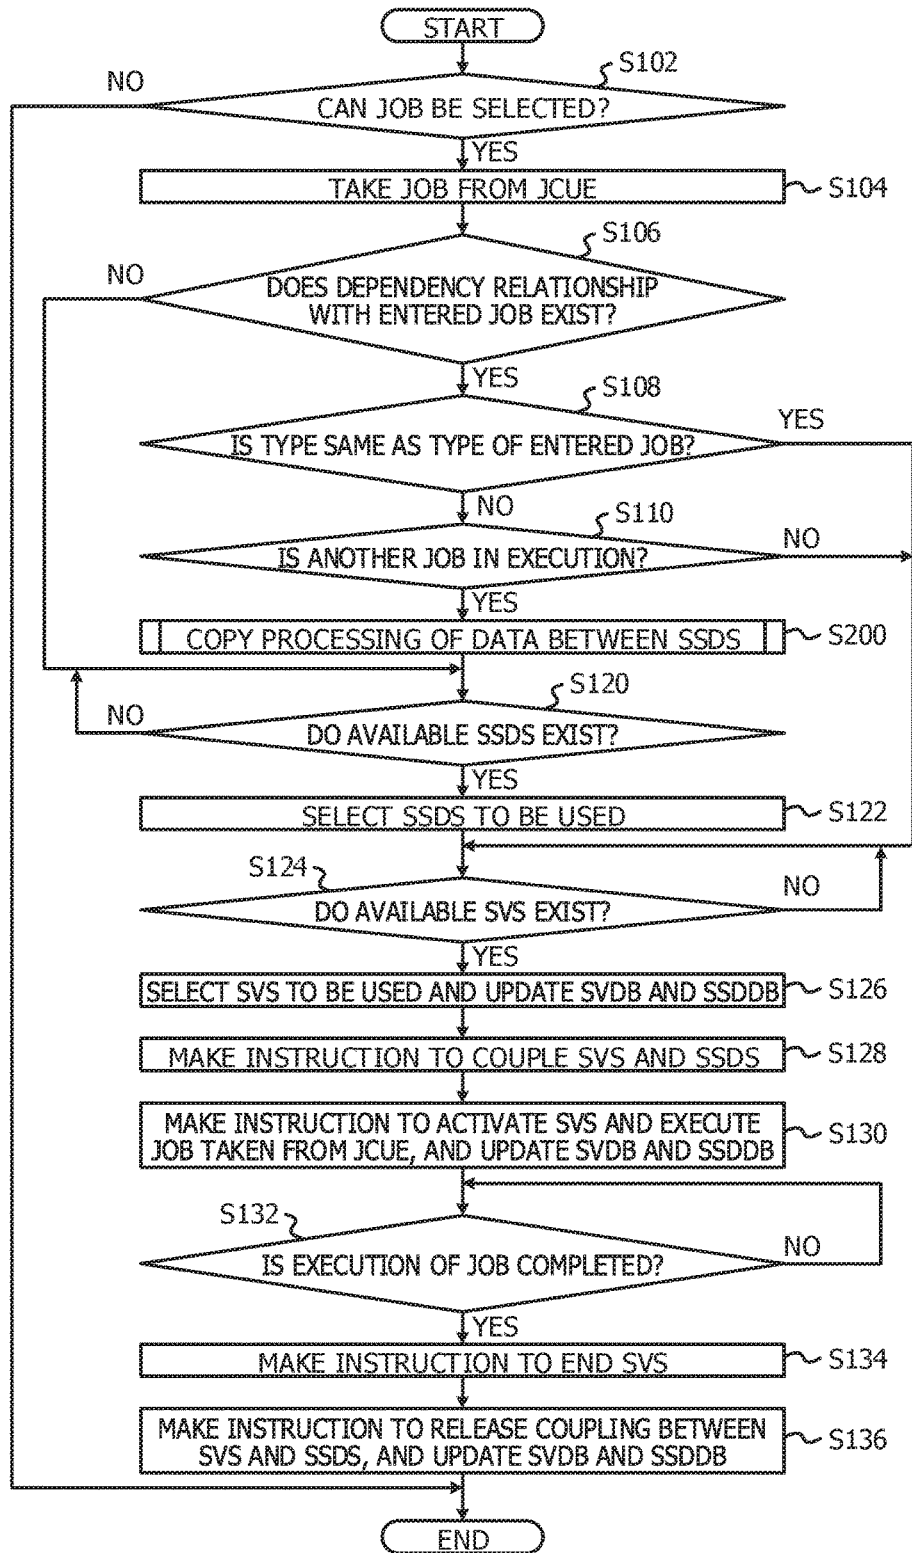 START
S102
NO
CAN JOB BE SELECTED?
YES
TAKE JOB FROM JCUE
S104
S106
NO
DOES DEPENDENCY RELATIONSHIP
WITH ENTERED JOB EXIST?
YES
S108
YES
IS TYPE SAME AS TYPE OF ENTERED JOB?
NO
S110
NO
IS ANOTHER JOB IN EXECUTION?
YES
COPY PROCESSING OF DATA BETWEEN SSDS
S200
S120
NO
DO AVAILABLE SSDS EXIST?
YES
SELECT SSDS TO BE USED
S122
S124
NO
DO AVAILABLE SVS EXIST?
YES
SELECT SVS TO BE USED AND UPDATE SVDB AND SSDDB
S126
MAKE INSTRUCTION TO COUPLE SVS AND SSDS
S128
MAKE INSTRUCTION TO ACTIVATE SVS AND EXECUTE
JOB TAKEN FROM JCUE, AND UPDATE SVDB AND SSDDB
S130
S132
NO
IS EXECUTION OF JOB COMPLETED?
YES
MAKE INSTRUCTION TO END SVS
S134
MAKE INSTRUCTION TO RELEASE COUPLING BETWEEN
SVS AND SSDS, AND UPDATE SVDB AND SSDDB
S136
END